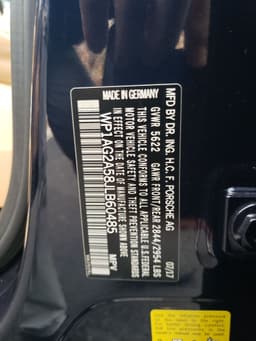 MFD BY DR. ING. H.C. F. PORSCHE AG 07/17
GVWR 5622 GAWR FRONT/REAR 2844/2954 LBS
THIS VEHICLE CONFORMS TO ALL APPLICABLE U.S. FEDERAL
MOTOR VEHICLE SAFETY AND THEFT PREVENTION STANDARDS
IN EFFECT ON THE DATE OF MANUFACTURE SHOWN ABOVE
WP1AG2A58JLB60485 MPV
MADE IN GERMANY